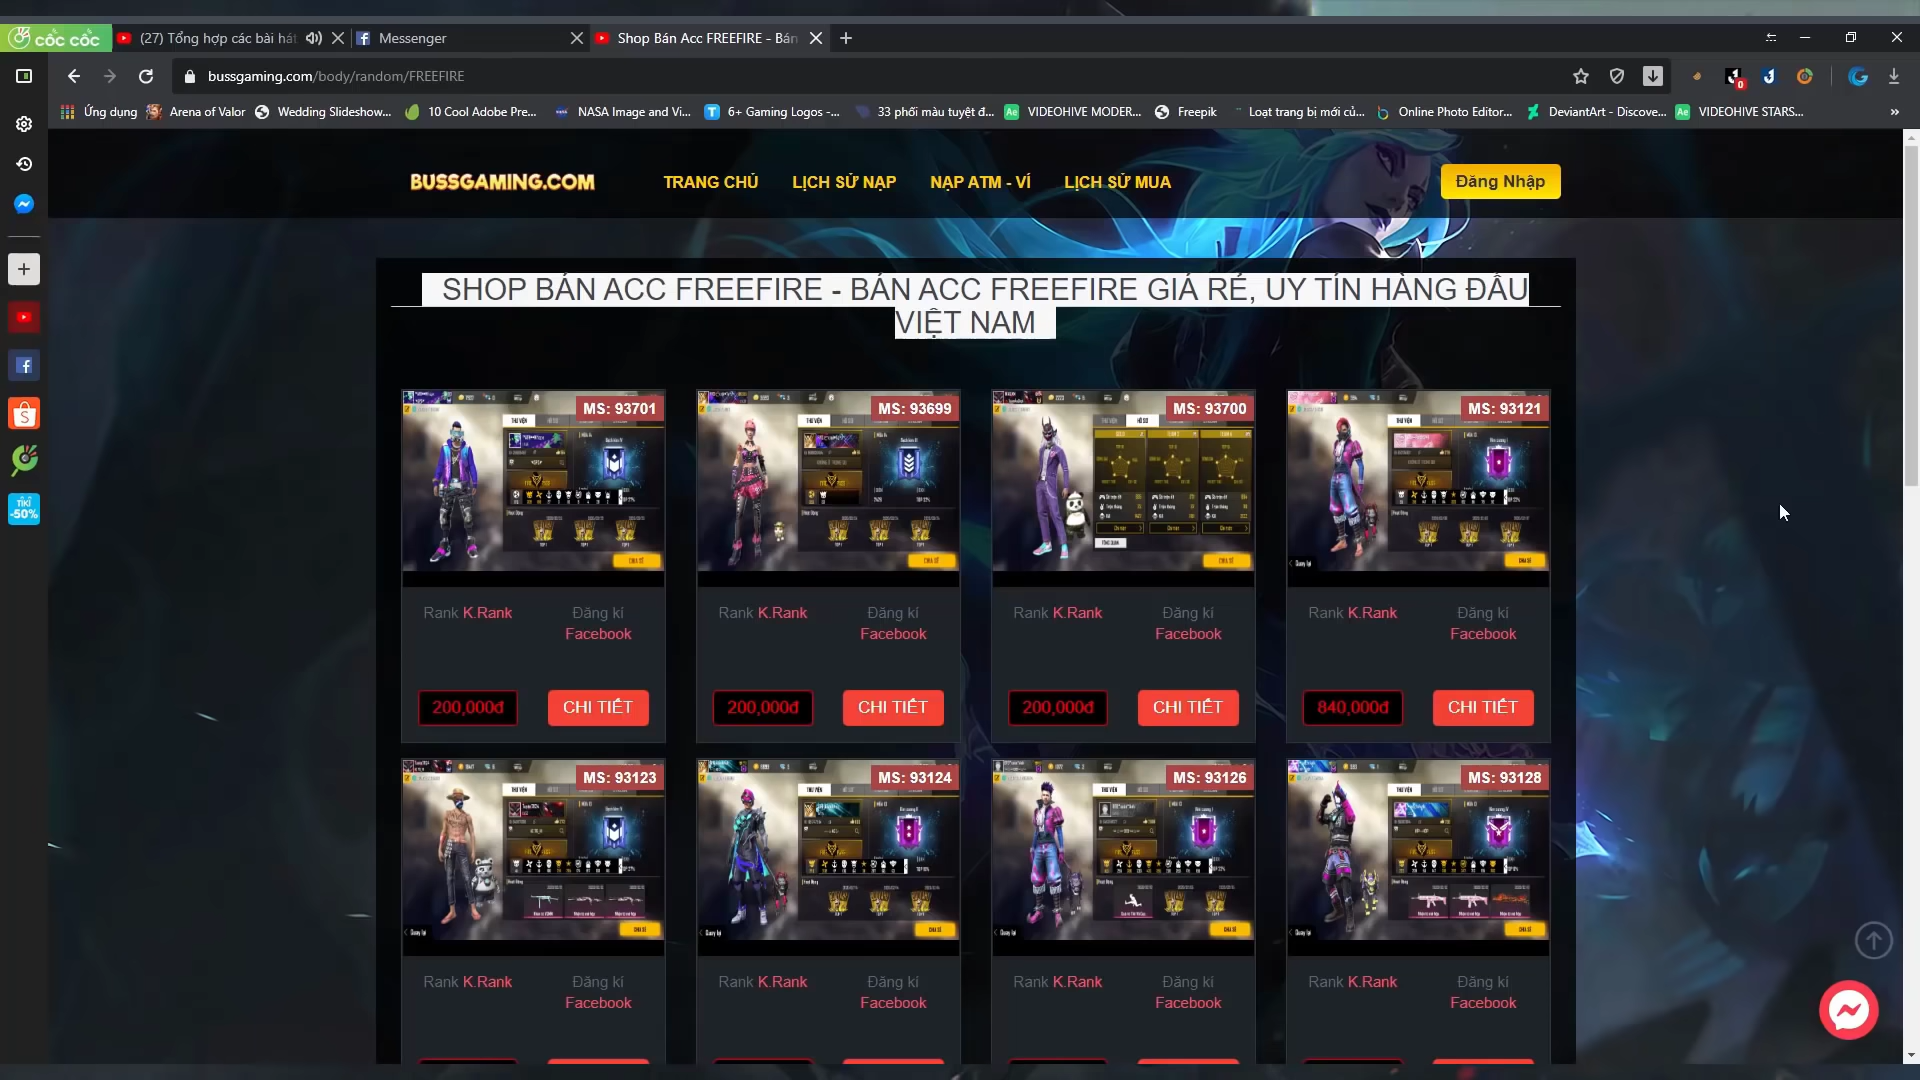 cốc cốc
(27) Tổng hợp các bài hát
Messenger
Shop Bán Acc FREEFIRE - Bán
bussgaming.com/body/random/FREEFIRE
Ứng dụng
Arena of Valor
Wedding Slideshow...
10 Cool Adobe Pre...
NASA Image and Vi...
6+ Gaming Logos -...
33 phối màu tuyệt đ...
VIDEOHIVE MODER...
Freepik
Loạt trang bị mới củ...
Online Photo Editor...
DeviantArt - Discove...
VIDEOHIVE STARS...
BUSSGAMING.COM
TRANG CHỦ
LỊCH SỬ NẠP
NẠP ATM - VÍ
LỊCH SỬ MUA
Đăng Nhập
TIKI
-50%
SHOP BÁN ACC FREEFIRE - BÁN ACC FREEFIRE GIÁ RẺ, UY TÍN HÀNG ĐẦU
VIỆT NAM
MS: 93701
MS: 93699
MS: 93700
MS: 93121
Rank K.Rank
Đăng kí
Facebook
Rank K.Rank
Đăng kí
Facebook
Rank K.Rank
Đăng kí
Facebook
Rank K.Rank
Đăng kí
Facebook
200,000đ
CHI TIẾT
200,000đ
CHI TIẾT
200,000đ
CHI TIẾT
840,000đ
CHI TIẾT
MS: 93123
MS: 93124
MS: 93126
MS: 93128
Rank K.Rank
Đăng kí
Facebook
Rank K.Rank
Đăng kí
Facebook
Rank K.Rank
Đăng kí
Facebook
Rank K.Rank
Đăng kí
Facebook